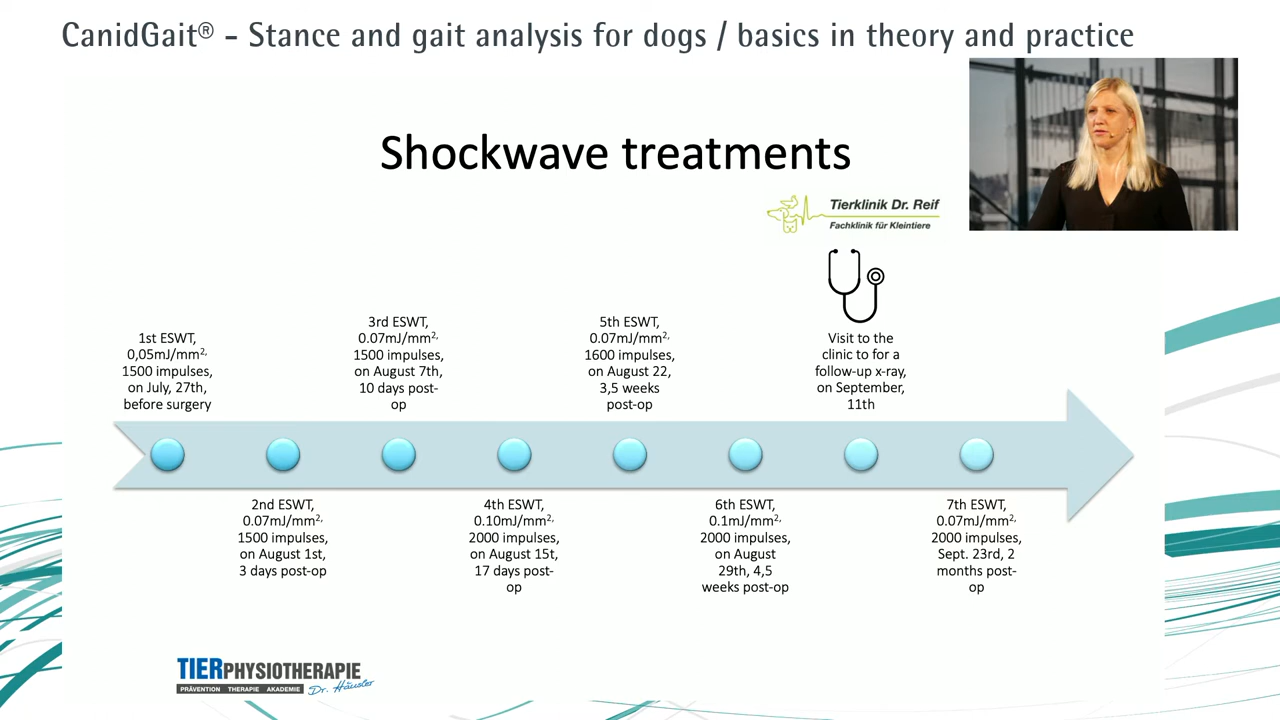 CanidGait® - Stance and gait analysis for dogs / basics in theory and practice
Shockwave treatments
Tierklinik Dr. Reif
Fachklinik für Kleintiere
1st ESWT,
0,05mJ/mm²,
1500 impulses,
on July, 27th,
before surgery
2nd ESWT,
0.07mJ/mm²,
1500 impulses,
on August 1st,
3 days post-op
3rd ESWT,
0.07mJ/mm²,
1500 impulses,
on August 7th,
10 days post-
op
4th ESWT,
0.10mJ/mm²,
2000 impulses,
on August 15t,
17 days post-
op
5th ESWT,
0.07mJ/mm²,
1600 impulses,
on August 22,
3,5 weeks
post-op
6th ESWT,
0.1mJ/mm²,
2000 impulses,
on August
29th, 4,5
weeks post-op
Visit to the
clinic to for a
follow-up x-ray,
on September,
11th
7th ESWT,
0.07mJ/mm²,
2000 impulses,
Sept. 23rd, 2
months post-
op
TIERPHYSIOTHERAPIE
PRÄVENTION THERAPIE AKADEMIE Dr. Häusler